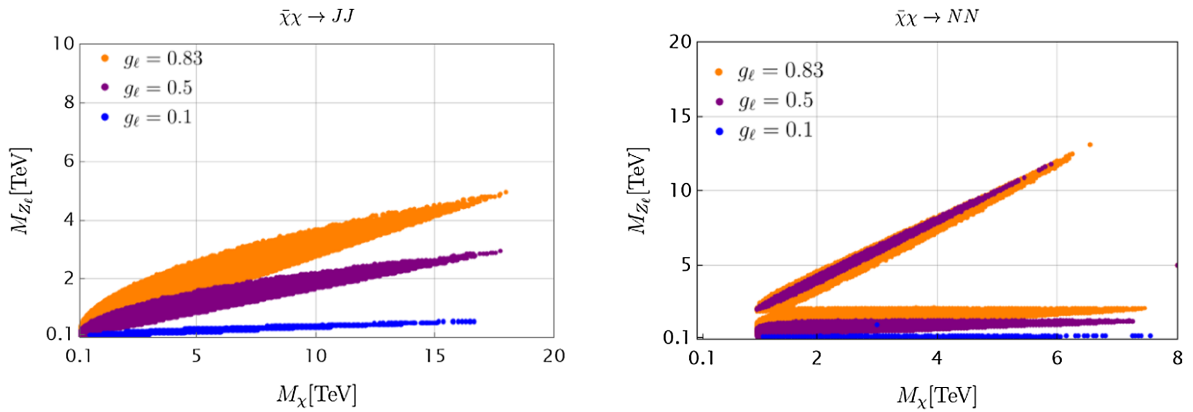 χ̄χ → JJ
10
8
6
4
2
0.1
M_{Z_ℓ}[TeV]
g_ℓ = 0.83
g_ℓ = 0.5
g_ℓ = 0.1
0.1 5 10 15 20
M_χ[TeV]
χ̄χ → NN
20
15
10
5
0.1
M_{Z_ℓ}[TeV]
g_ℓ = 0.83
g_ℓ = 0.5
g_ℓ = 0.1
0.1 2 4 6 8
M_χ[TeV]